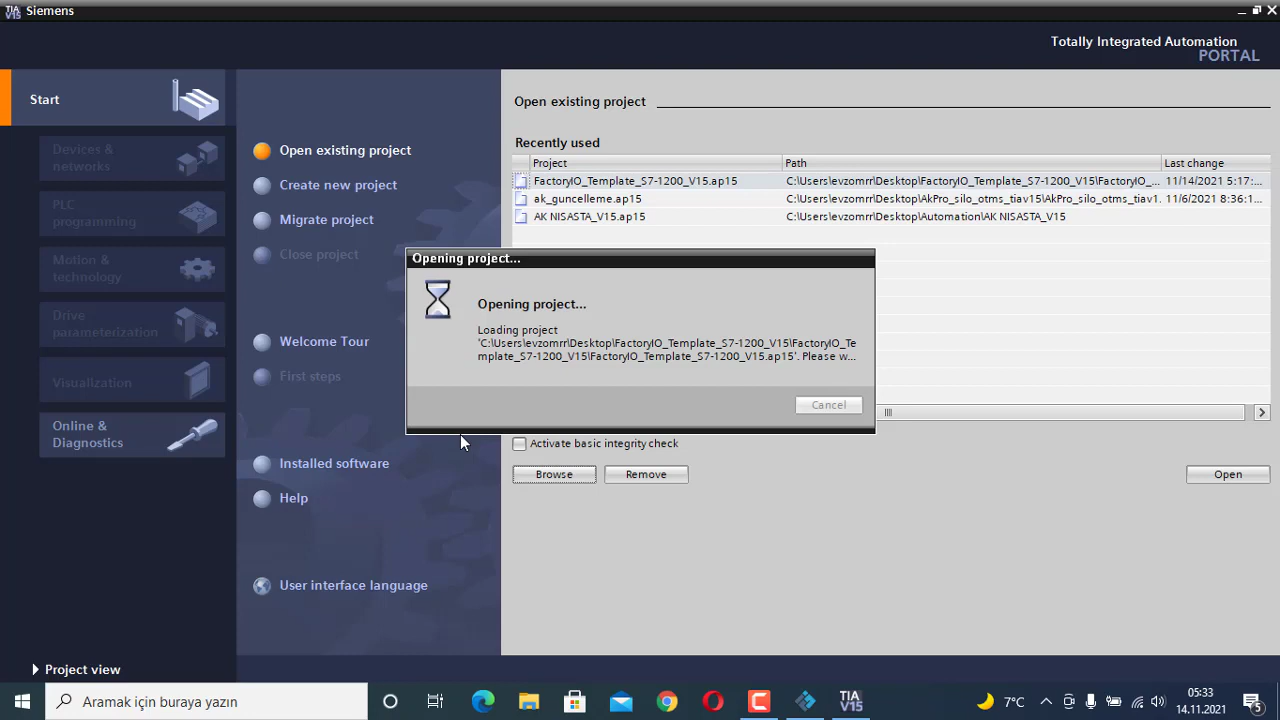 TIA
V15
Siemens
Totally Integrated Automation
PORTAL
Start
Devices &
networks
PLC
programming
Motion &
technology
Drive
parameterization
Visualization
Online &
Diagnostics
Open existing project
Create new project
Migrate project
Close project
Welcome Tour
First steps
Installed software
Help
User interface language
Open existing project
Recently used
Project Path Last change
FactoryIO_Template_S7-1200_V15.ap15 C:\Users\evzomrr\Desktop\FactoryIO_Template_S7-1200_V15\FactoryIO_... 11/14/2021 5:17:...
ak_guncelleme.ap15 C:\Users\evzomrr\Desktop\AkPro_silo_otms_tiav15\AkPro_silo_otms_tiav1. 11/6/2021 8:36:1...
AK NISASTA_V15.ap15 C:\Users\evzomrr\Desktop\Automation\AK NISASTA_V15
Opening project...
Opening project...
Loading project
'C:\Users\evzomrr\Desktop\FactoryIO_Template_S7-1200_V15\FactoryIO_Te
mplate_S7-1200_V15\FactoryIO_Template_S7-1200_V15.ap15'. Please w...
Cancel
Activate basic integrity check
Browse Remove Open
Project view
Aramak için buraya yazın
TIA
V15
7°C
05:33
14.11.2021
5